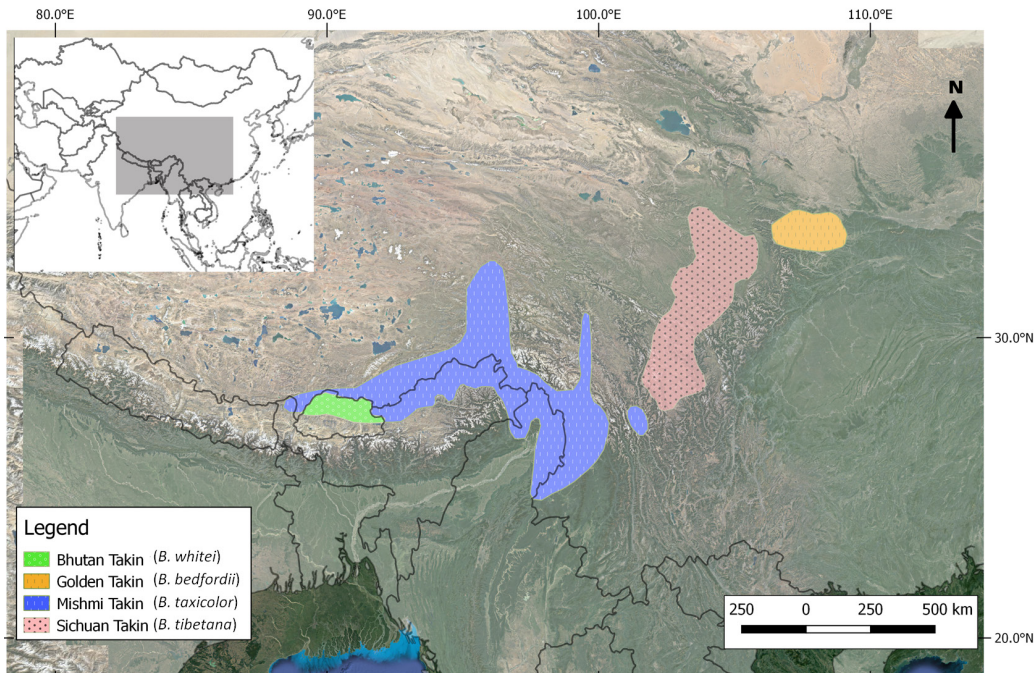 80.0°E 90.0°E 100.0°E 110.0°E
N
30.0°N
Legend
Bhutan Takin (B. whitei)
Golden Takin (B. bedfordii)
Mishmi Takin (B. taxicolor)
Sichuan Takin (B. tibetana)
250 0 250 500 km
20.0°N